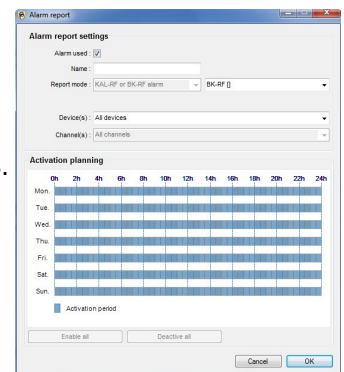 Alarm report
Alarm report settings
Alarm used :
Name :
Report mode : KAL-RF or BK-RF alarm BK-RF []
Device(s) : All devices
Channel(s) : All channels
Activation planning
0h 2h 4h 6h 8h 10h 12h 14h 16h 18h 20h 22h 24h
Mon.
Tue.
Wed.
Thu.
Fri.
Sat.
Sun.
Activation period
Enable all Deactive all
Cancel OK